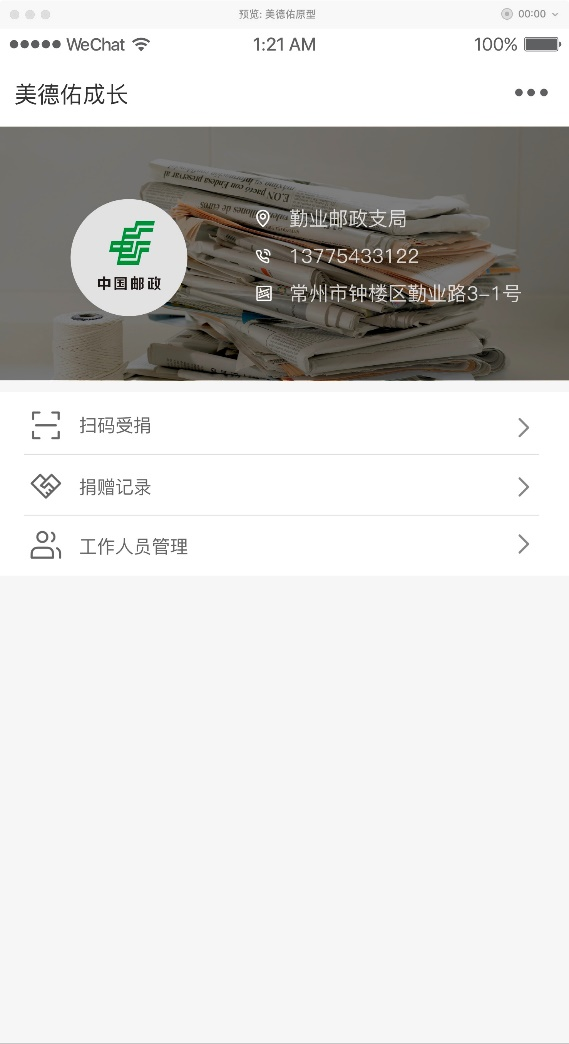 预览: 美德佑原型
00:00
WeChat
1:21 AM
100%
美德佑成长
中国邮政
勤业邮政支局
13775433122
常州市钟楼区勤业路3-1号
扫码受捐
捐赠记录
工作人员管理